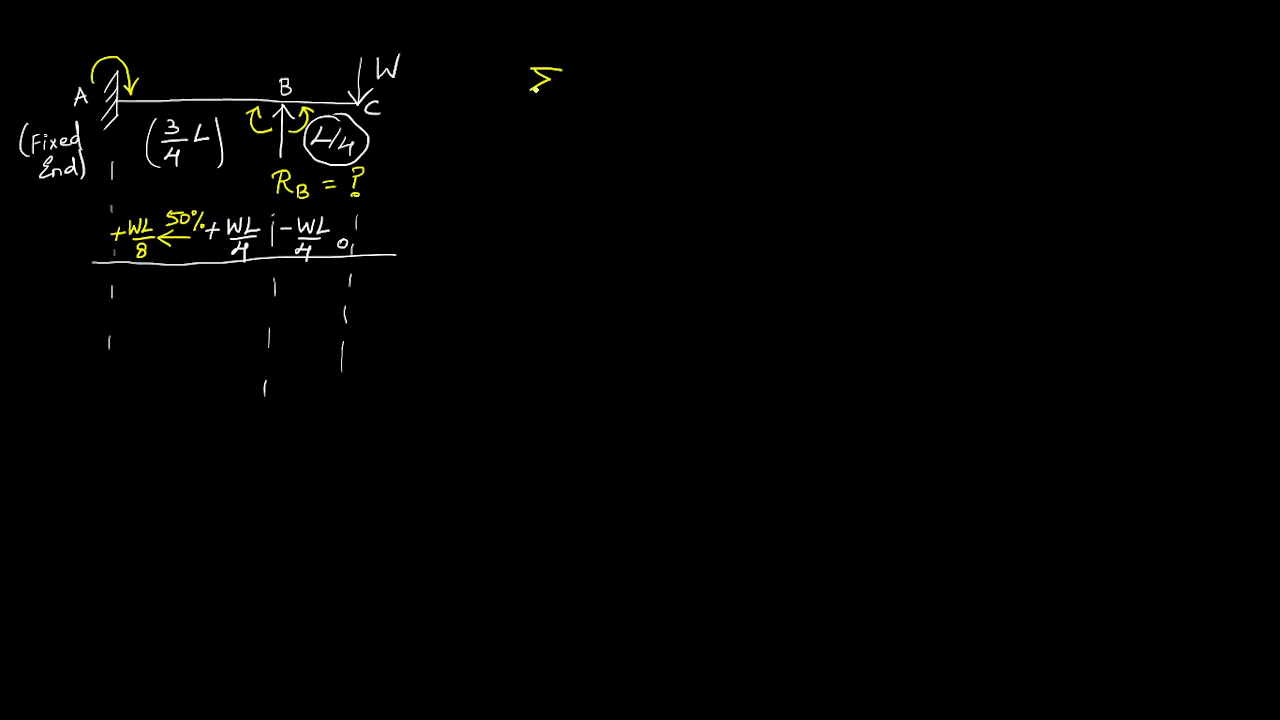 W
B
A
C
(Fixed End)
(3/4 L)
L/4
R_B = ?
+WL/8 ← 50% +WL/4 | -WL/4 0
Σ